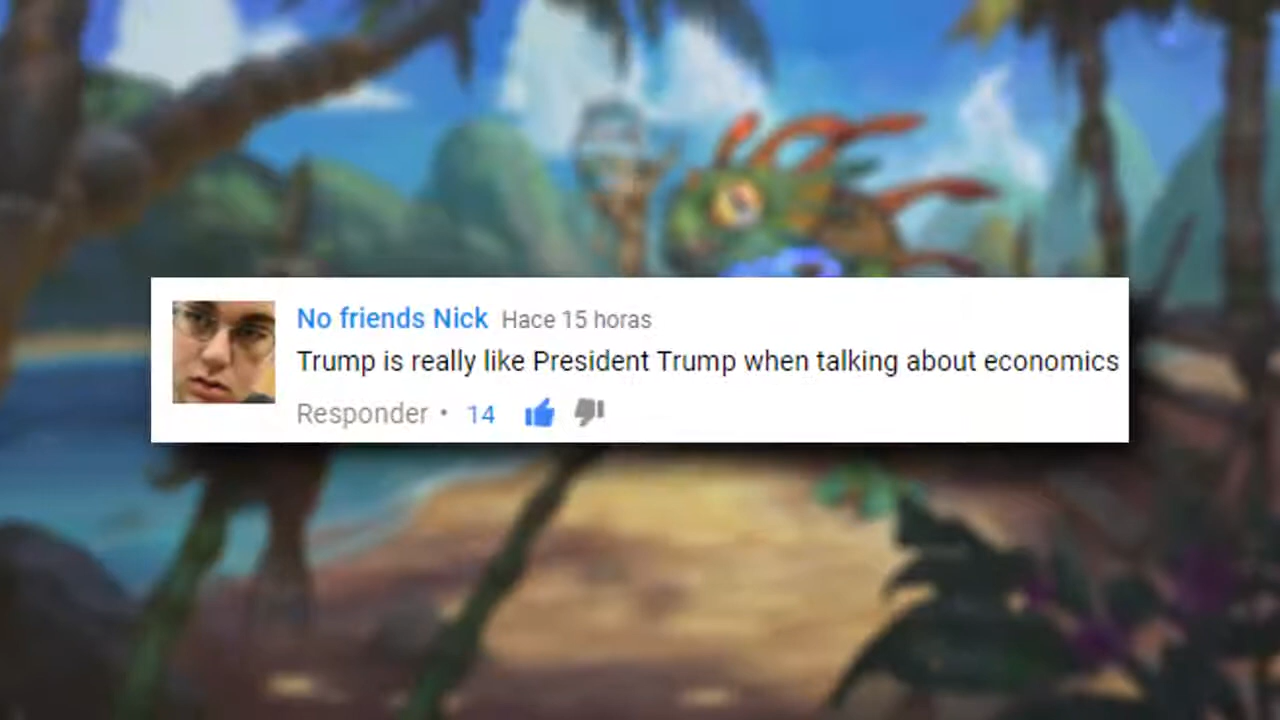 No friends Nick Hace 15 horas
Trump is really like President Trump when talking about economics
Responder • 14